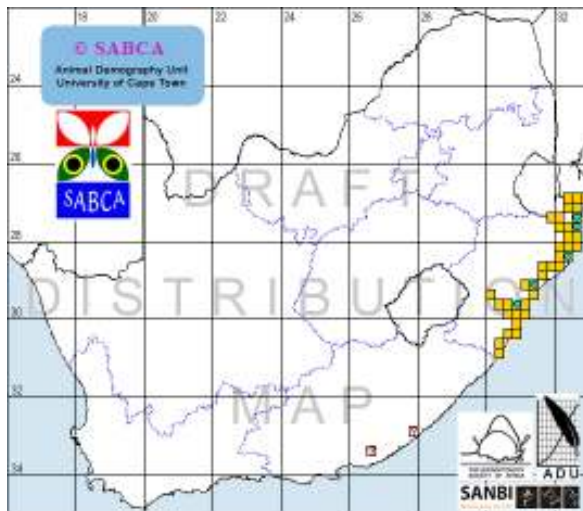 18 20 22 24 26 28 32
© SABCA
Animal Demography Unit
University of Cape Town
24
SABCA
26
DRAFT
28
DISTRIBUTION
30
32
MAP
34
ADU
SANBI